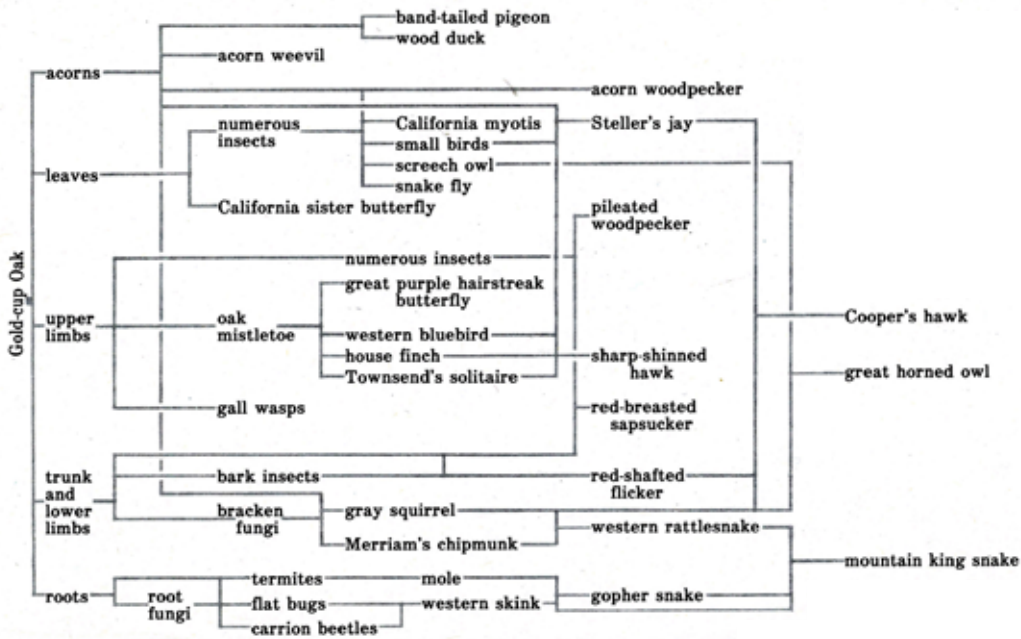 band-tailed pigeon
wood duck
acorn weevil
acorns
acorn woodpecker
numerous
insects
California myotis
Steller's jay
small birds
screech owl
leaves
snake fly
California sister butterfly
pileated
woodpecker
Gold-cup Oak
numerous insects
great purple hairstreak
butterfly
upper
limbs
oak
mistletoe
Cooper's hawk
western bluebird
house finch
sharp-shinned
hawk
Townsend's solitaire
great horned owl
gall wasps
red-breasted
sapsucker
trunk
and
lower
limbs
bark insects
red-shafted
flicker
bracken
fungi
gray squirrel
western rattlesnake
Merriam's chipmunk
mountain king snake
termites
mole
roots
root
fungi
flat bugs
western skink
gopher snake
carrion beetles